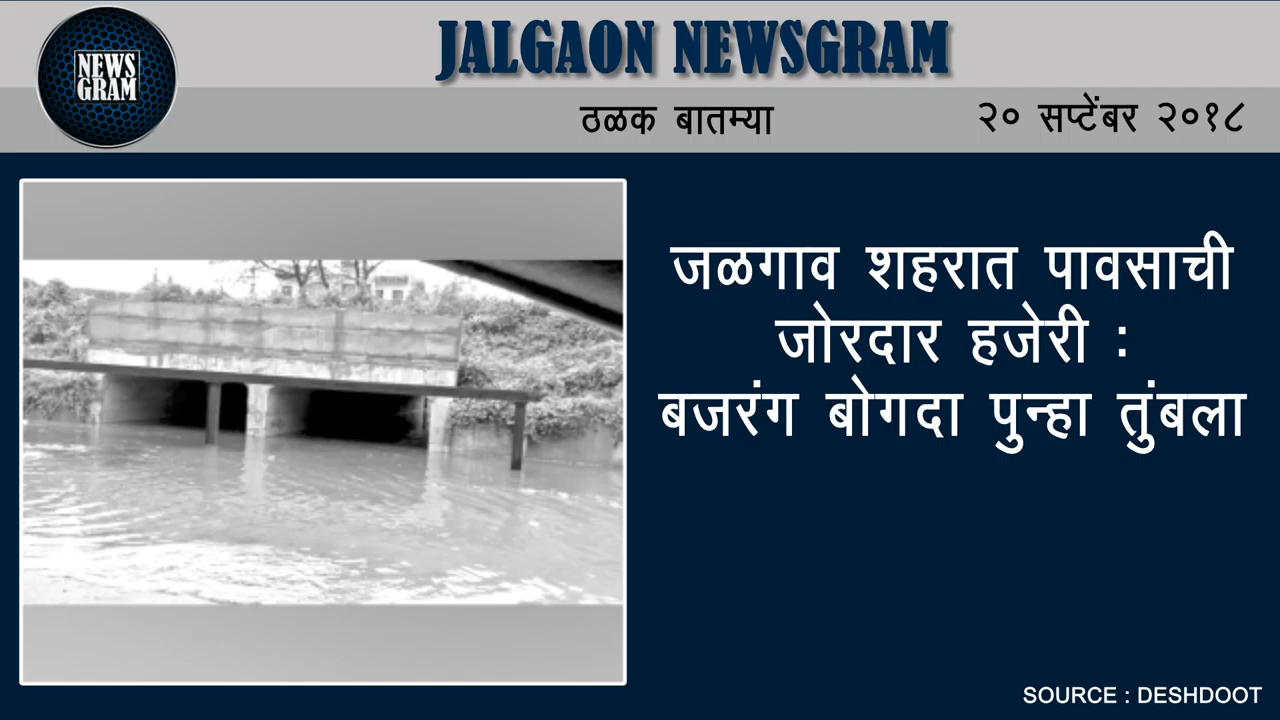 NEWS
GRAM
JALGAON NEWSGRAM
ठळक बातम्या
२० सप्टेंबर २०१८
जळगाव शहरात पावसाची
जोरदार हजेरी :
बजरंग बोगदा पुन्हा तुंबला
SOURCE : DESHDOOT